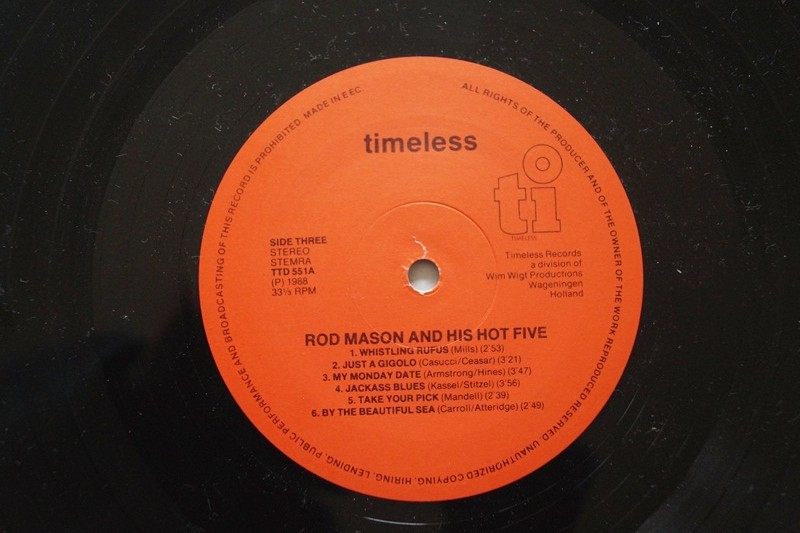 ALL RIGHTS OF THE PRODUCER AND OF THE OWNER OF THE WORK REPRODUCED RESERVED. UNAUTHORIZED COPYING, HIRING, LENDING, PUBLIC PERFORMANCE AND BROADCASTING OF THIS RECORD IS PROHIBITED. MADE IN EEC.
timeless
ti
TIMELESS
SIDE THREE
STEREO
STEMRA
TTD 551A
(P) 1988
33⅓ RPM
Timeless Records
a division of
Wim Wigt Productions
Wageningen
Holland
ROD MASON AND HIS HOT FIVE
1. WHISTLING RUFUS (Mills) (2'53)
2. JUST A GIGOLO (Casucci/Ceasar) (3'21)
3. MY MONDAY DATE (Armstrong/Hines) (3'47)
4. JACKASS BLUES (Kassel/Stitzel) (3'56)
5. TAKE YOUR PICK (Mandell) (2'39)
6. BY THE BEAUTIFUL SEA (Carroll/Atteridge) (2'49)